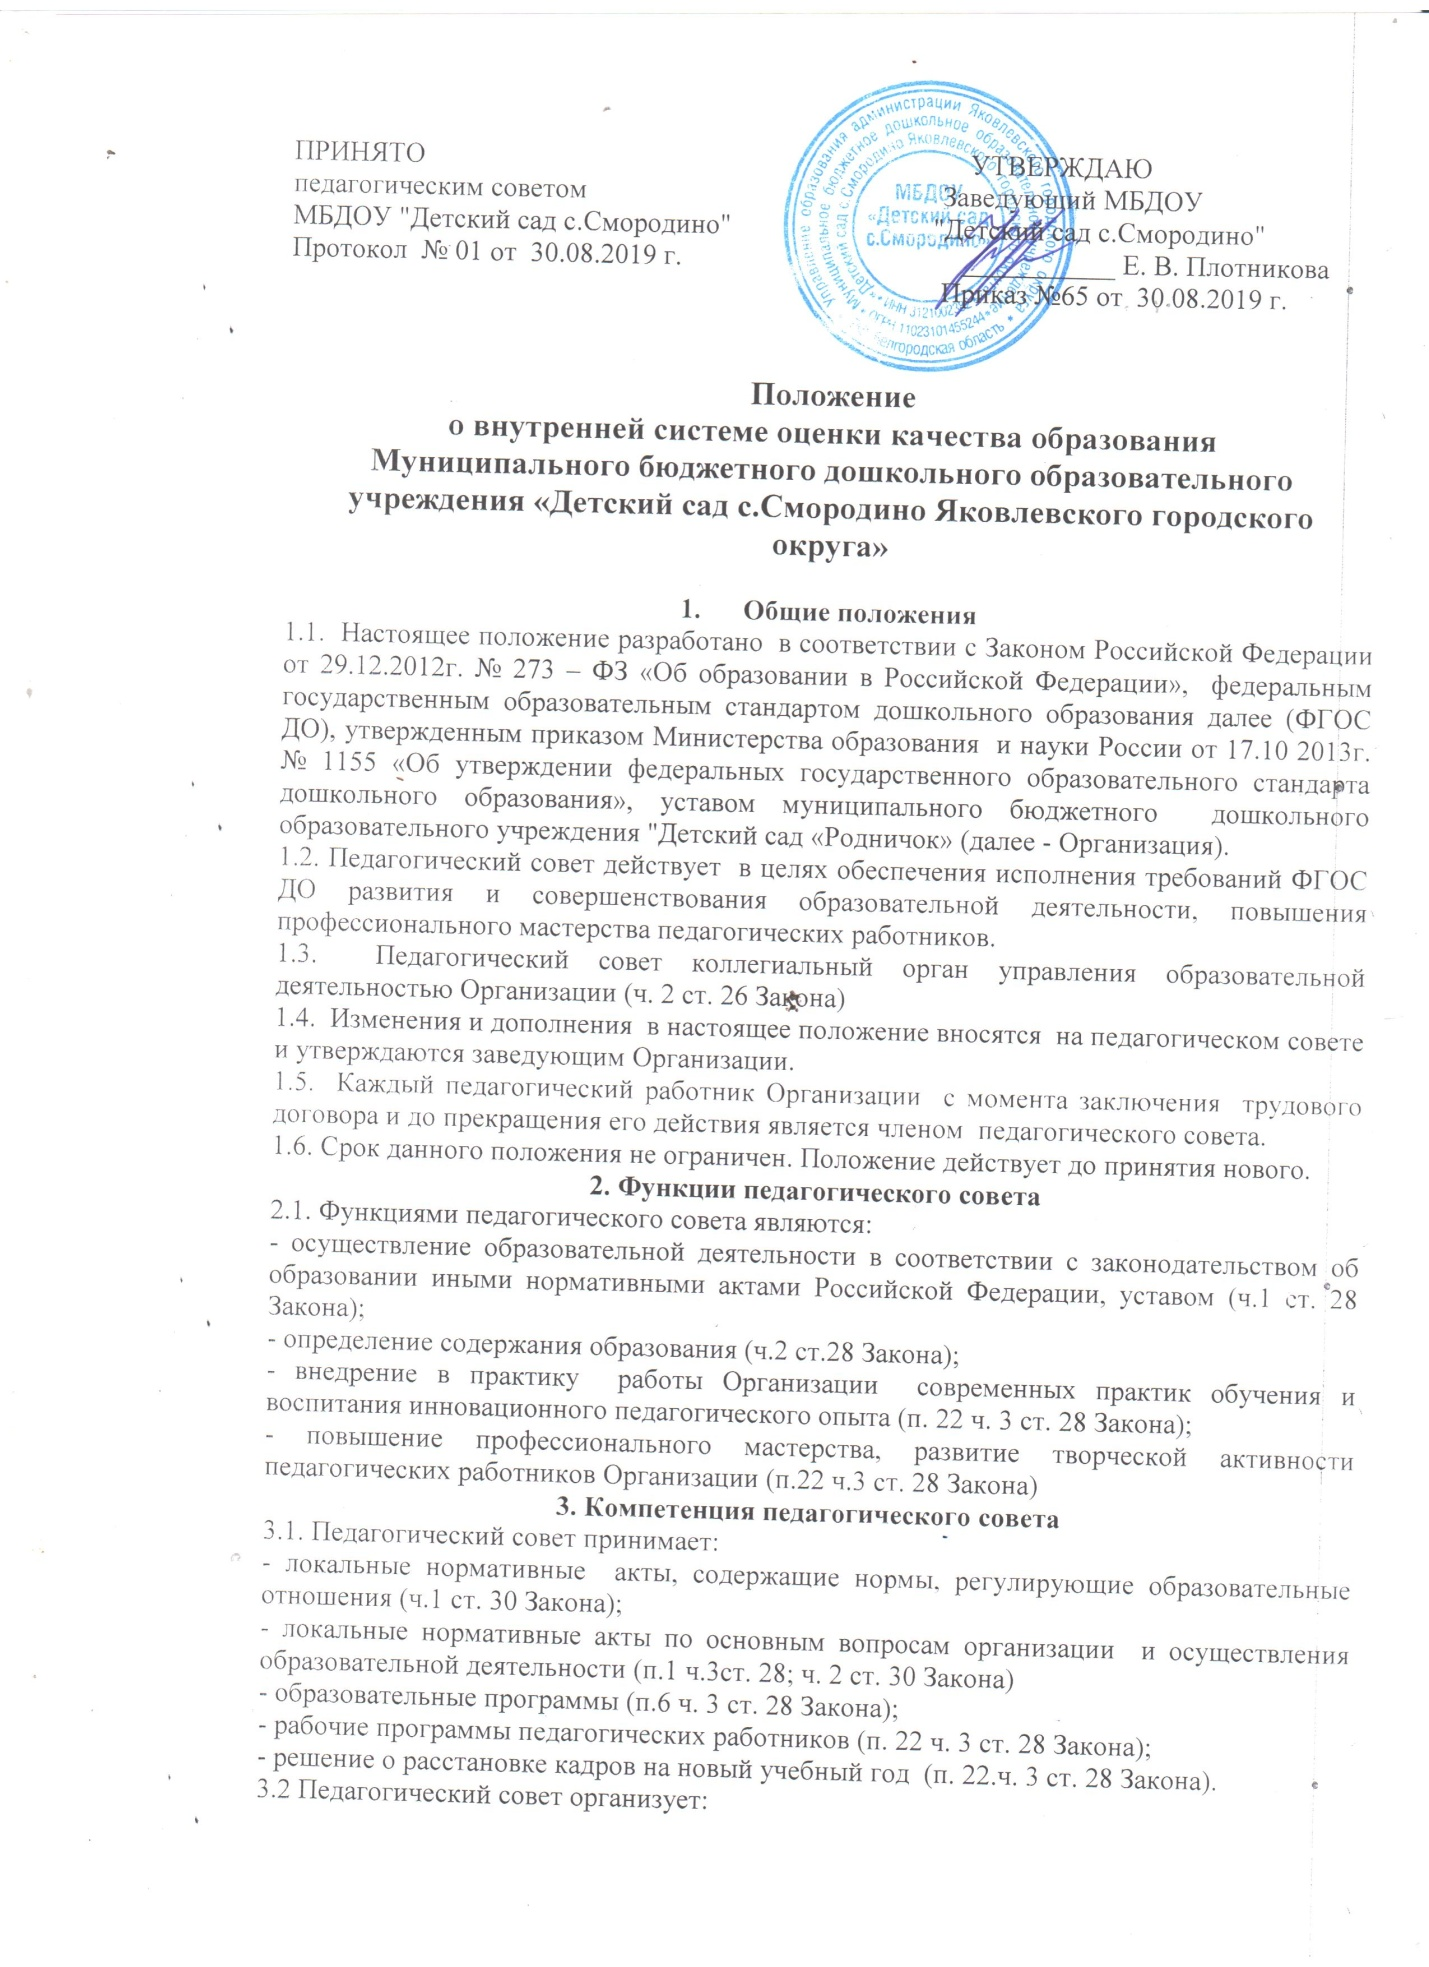 ПРИНЯТО
педагогическим советом
МБДОУ "Детский сад с.Смородино"
Протокол № 01 от 30.08.2019 г.
УТВЕРЖДАЮ
Заведующий МБДОУ
"Детский сад с.Смородино"
____________ Е. В. Плотникова
Приказ №65 от 30.08.2019 г.
МБДОУ
«Детский сад
с.Смородино»
Положение
о внутренней системе оценки качества образования
Муниципального бюджетного дошкольного образовательного
учреждения «Детский сад с.Смородино Яковлевского городского
округа»
1. Общие положения
1.1. Настоящее положение разработано в соответствии с Законом Российской Федерации
от 29.12.2012г. № 273 – ФЗ «Об образовании в Российской Федерации», федеральным
государственным образовательным стандартом дошкольного образования далее (ФГОС
ДО), утвержденным приказом Министерства образования и науки России от 17.10 2013г.
№ 1155 «Об утверждении федеральных государственного образовательного стандарта
дошкольного образования», уставом муниципального бюджетного дошкольного
образовательного учреждения "Детский сад «Родничок» (далее - Организация).
1.2. Педагогический совет действует в целях обеспечения исполнения требований ФГОС
ДО развития и совершенствования образовательной деятельности, повышения
профессионального мастерства педагогических работников.
1.3. Педагогический совет коллегиальный орган управления образовательной
деятельностью Организации (ч. 2 ст. 26 Закона)
1.4. Изменения и дополнения в настоящее положение вносятся на педагогическом совете
и утверждаются заведующим Организации.
1.5. Каждый педагогический работник Организации с момента заключения трудового
договора и до прекращения его действия является членом педагогического совета.
1.6. Срок данного положения не ограничен. Положение действует до принятия нового.
2. Функции педагогического совета
2.1. Функциями педагогического совета являются:
- осуществление образовательной деятельности в соответствии с законодательством об
образовании иными нормативными актами Российской Федерации, уставом (ч.1 ст. 28
Закона);
- определение содержания образования (ч.2 ст.28 Закона);
- внедрение в практику работы Организации современных практик обучения и
воспитания инновационного педагогического опыта (п. 22 ч. 3 ст. 28 Закона);
- повышение профессионального мастерства, развитие творческой активности
педагогических работников Организации (п.22 ч.3 ст. 28 Закона)
3. Компетенция педагогического совета
3.1. Педагогический совет принимает:
- локальные нормативные акты, содержащие нормы, регулирующие образовательные
отношения (ч.1 ст. 30 Закона);
- локальные нормативные акты по основным вопросам организации и осуществления
образовательной деятельности (п.1 ч.3ст. 28; ч. 2 ст. 30 Закона)
- образовательные программы (п.6 ч. 3 ст. 28 Закона);
- рабочие программы педагогических работников (п. 22 ч. 3 ст. 28 Закона);
- решение о расстановке кадров на новый учебный год (п. 22.ч. 3 ст. 28 Закона).
3.2 Педагогический совет организует: